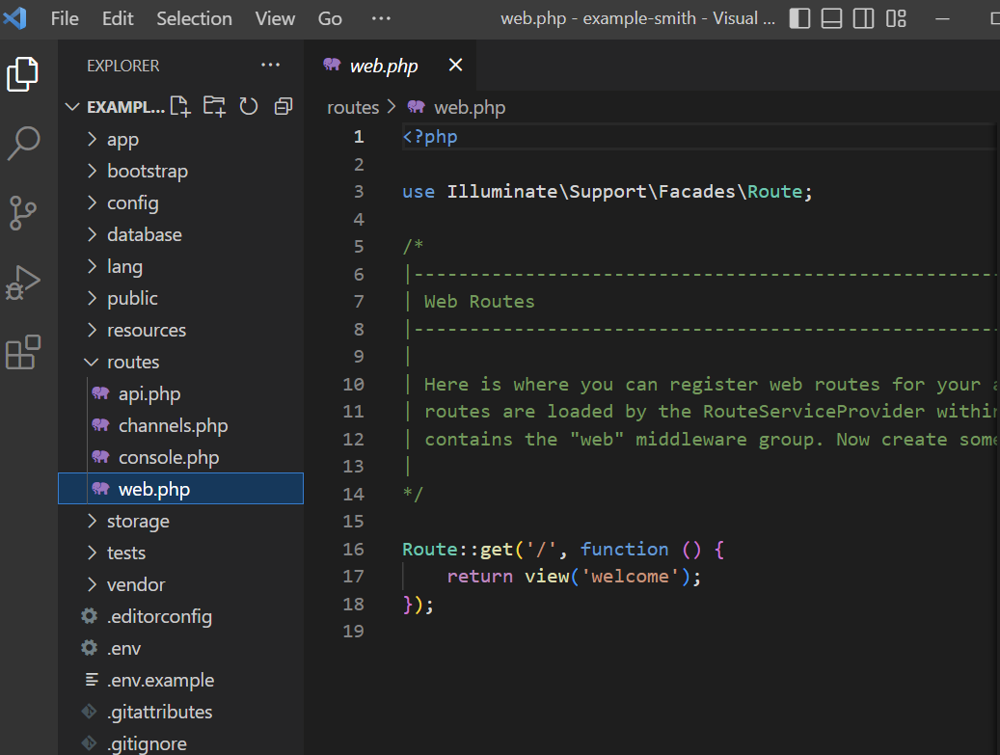 File Edit Selection View Go ··· web.php - example-smith - Visual ...
EXPLORER ···
EXAMPL...
app
bootstrap
config
database
lang
public
resources
routes
api.php
channels.php
console.php
web.php
storage
tests
vendor
.editorconfig
.env
.env.example
.gitattributes
.gitignore
web.php
routes > web.php
1 <?php
2
3 use Illuminate\Support\Facades\Route;
4
5 /*
6 |-----------------------------------------------------
7 | Web Routes
8 |-----------------------------------------------------
9 |
10 | Here is where you can register web routes for your a
11 | routes are loaded by the RouteServiceProvider within
12 | contains the "web" middleware group. Now create some
13 |
14 */
15
16 Route::get('/', function () {
17     return view('welcome');
18 });
19